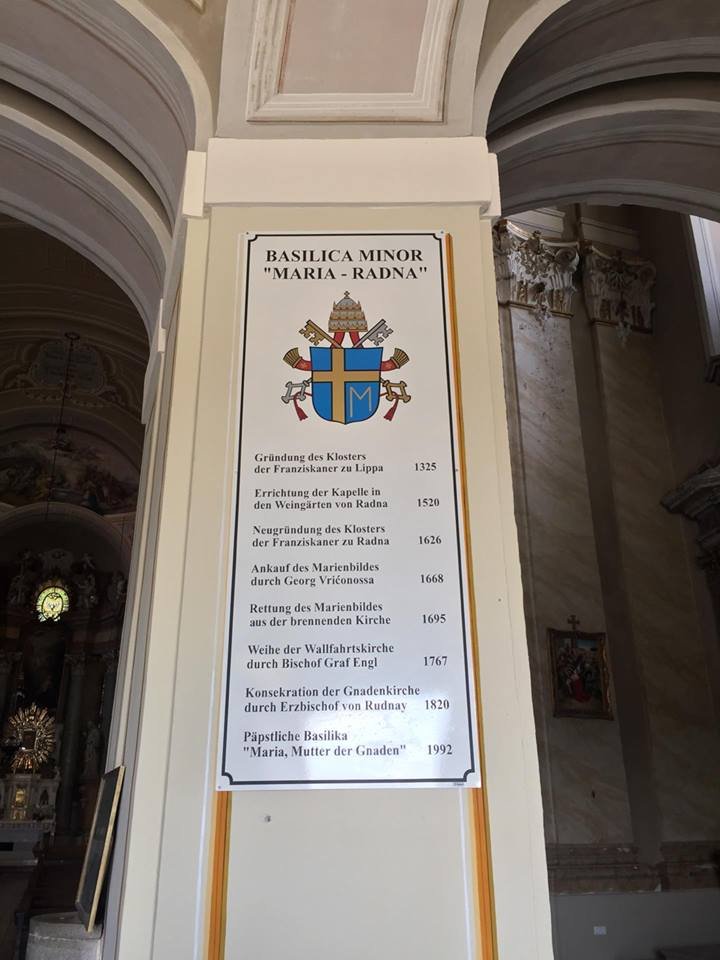 BASILICA MINOR
"MARIA - RADNA"
M
Gründung des Klosters
der Franziskaner zu Lippa 1325
Errichtung der Kapelle in
den Weingärten von Radna 1520
Neugründung des Klosters
der Franziskaner zu Radna 1626
Ankauf des Marienbildes
durch Georg Vrićonossa 1668
Rettung des Marienbildes
aus der brennenden Kirche 1695
Weihe der Wallfahrtskirche
durch Bischof Graf Engl 1767
Konsekration der Gnadenkirche
durch Erzbischof von Rudnay 1820
Päpstliche Basilika
"Maria, Mutter der Gnaden" 1992